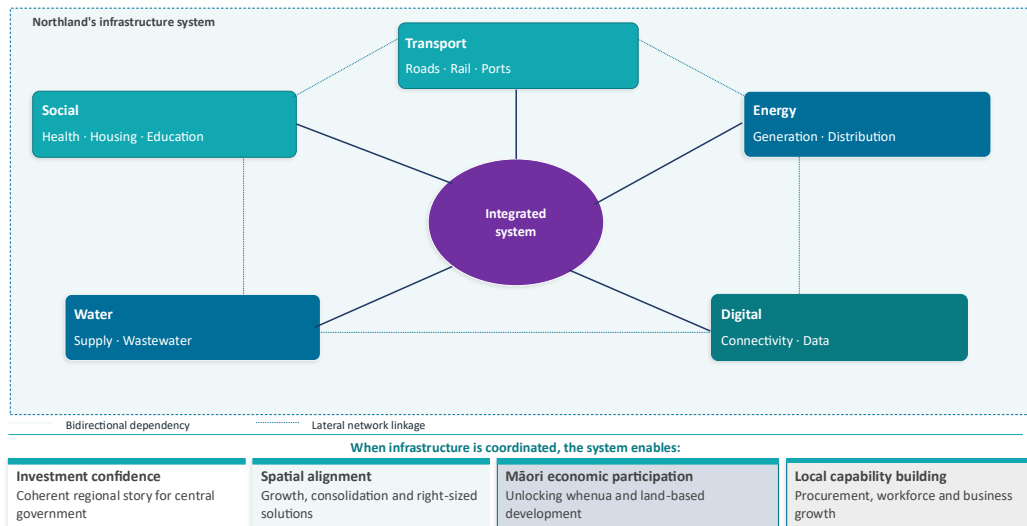 Northland's infrastructure system
Transport
Roads · Rail · Ports
Social
Health · Housing · Education
Energy
Generation · Distribution
Integrated
system
Water
Supply · Wastewater
Digital
Connectivity · Data
Bidirectional dependency
Lateral network linkage
When infrastructure is coordinated, the system enables:
Investment confidence
Coherent regional story for central
government
Spatial alignment
Growth, consolidation and right-sized
solutions
Māori economic participation
Unlocking whenua and land-based
development
Local capability building
Procurement, workforce and business
growth